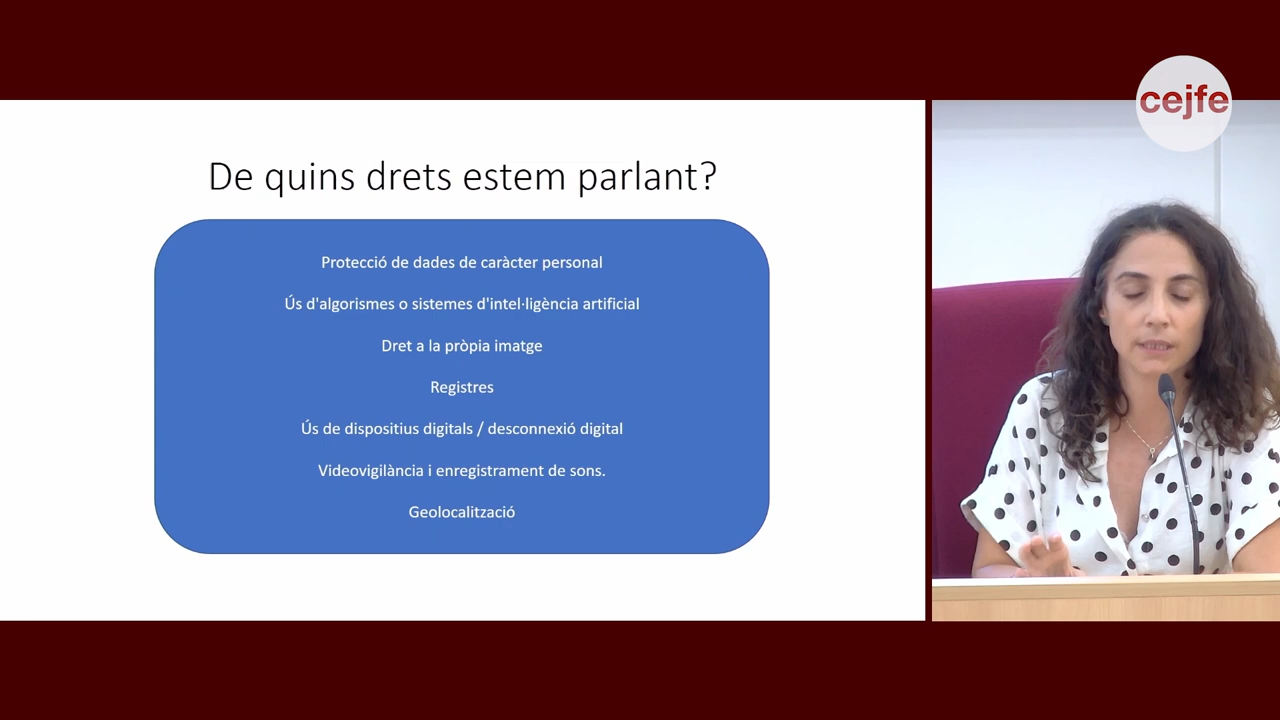 cejfe
De quins drets estem parlant?
Protecció de dades de caràcter personal
Ús d'algorismes o sistemes d'intel·ligència artificial
Dret a la pròpia imatge
Registres
Ús de dispositius digitals / desconnexió digital
Videovigilància i enregistrament de sons.
Geolocalització